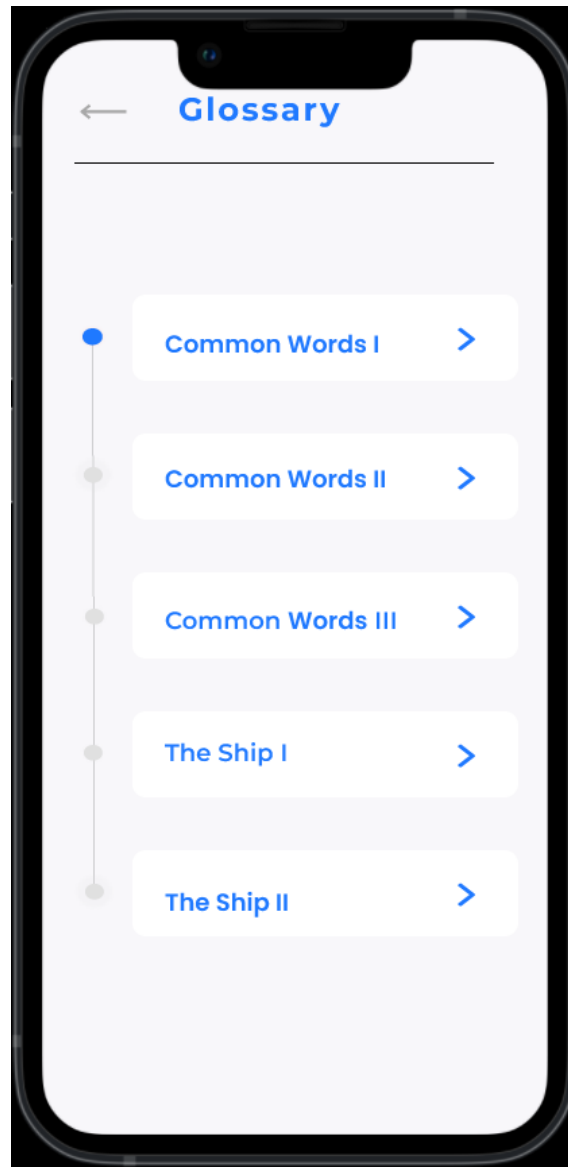 Glossary
Common Words I
Common Words II
Common Words III
The Ship I
The Ship II